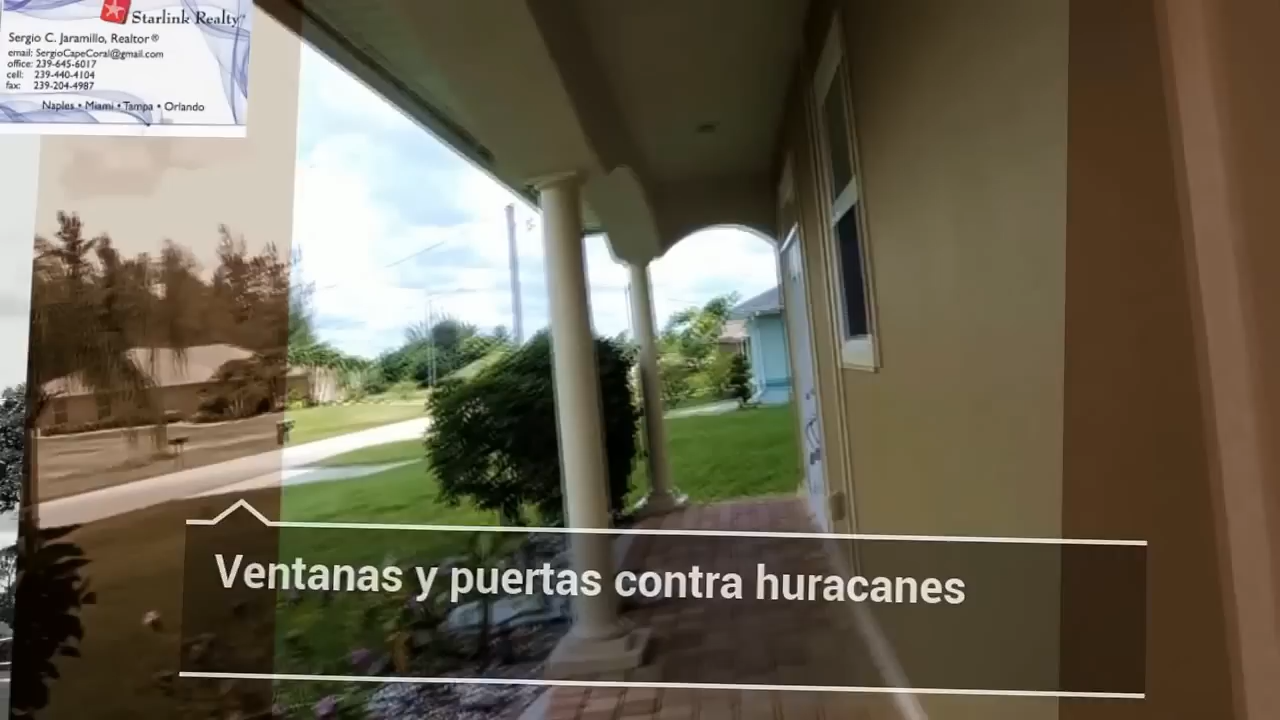 Starlink Realty
Sergio C. Jaramillo, Realtor®
email: SergioCapeCoral@gmail.com
office: 239-645-6017
cell: 239-440-4104
fax: 239-204-4987
Naples • Miami • Tampa • Orlando
Ventanas y puertas contra huracanes